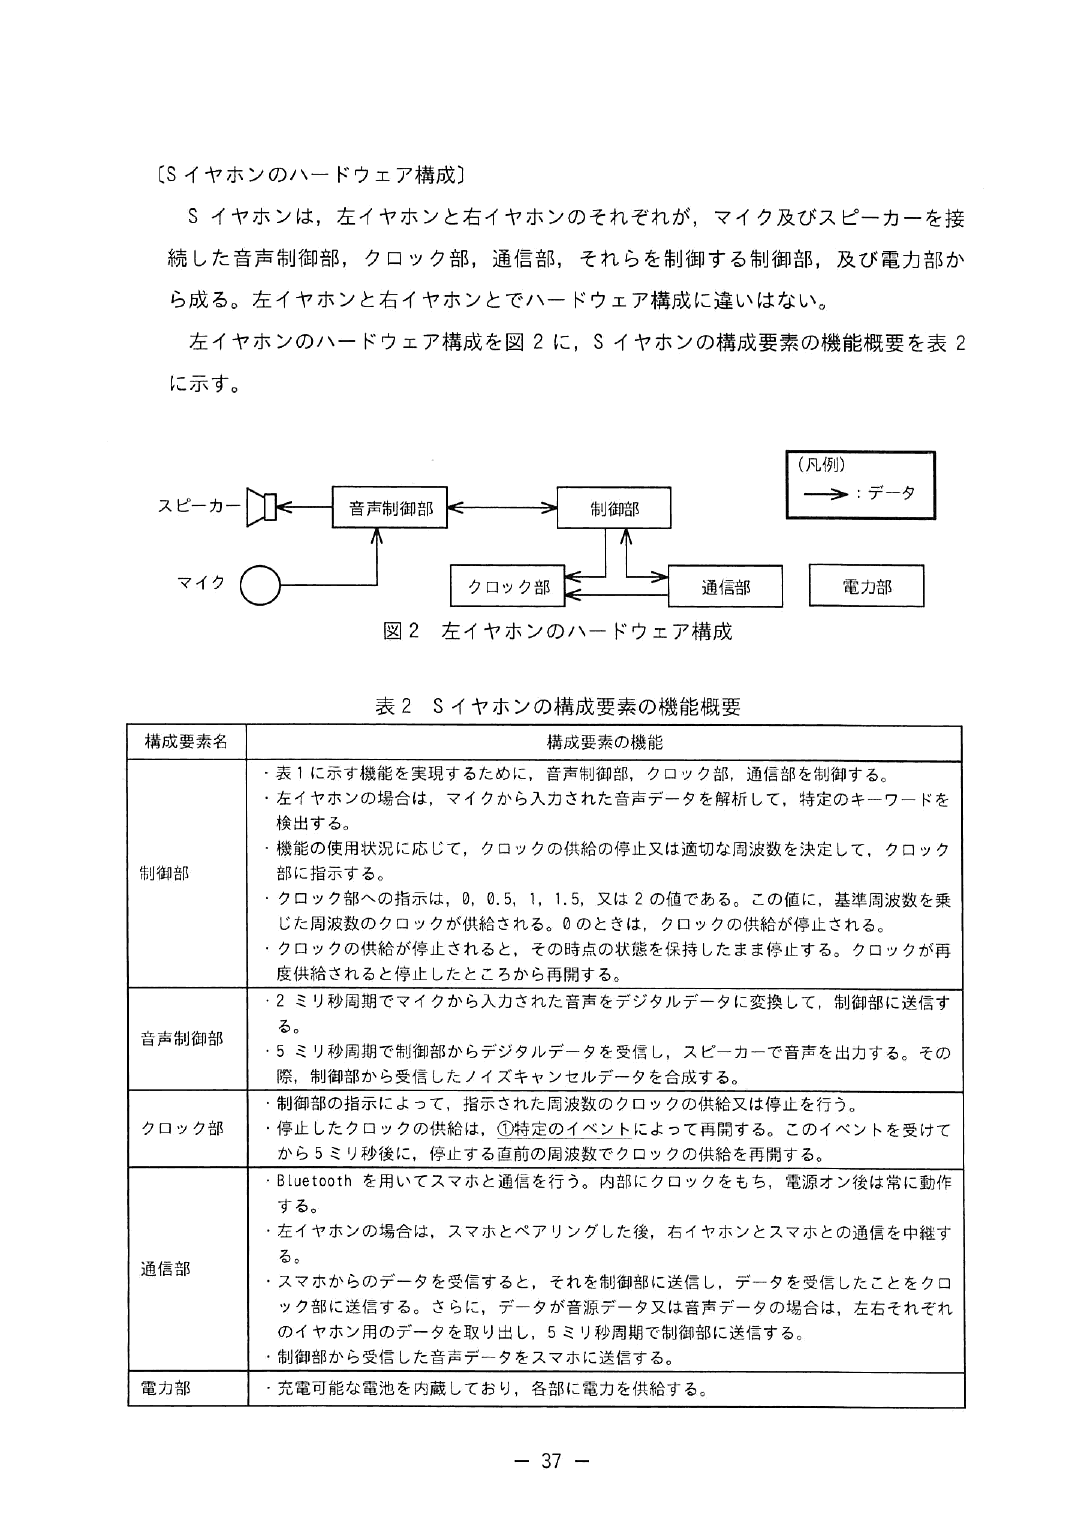 〔S イヤホンのハードウェア構成〕
S イヤホンは，左イヤホンと右イヤホンのそれぞれが，マイク及びスピーカーを接
続した音声制御部，クロック部，通信部，それらを制御する制御部，及び電力部か
ら成る。左イヤホンと右イヤホンとでハードウェア構成に違いはない。
左イヤホンのハードウェア構成を図 2 に，S イヤホンの構成要素の機能概要を表 2
に示す。
(凡例)
：データ
スピーカー
音声制御部
制御部
マイク
クロック部
通信部
電力部
図 2 左イヤホンのハードウェア構成
表 2 S イヤホンの構成要素の機能概要
構成要素名
構成要素の機能
制御部
・表 1 に示す機能を実現するために，音声制御部，クロック部，通信部を制御する。
・左イヤホンの場合は，マイクから入力された音声データを解析して，特定のキーワードを
検出する。
・機能の使用状況に応じて，クロックの供給の停止又は適切な周波数を決定して，クロック
部に指示する。
・クロック部への指示は，0，0.5，1，1.5，又は 2 の値である。この値に，基準周波数を乗
じた周波数のクロックが供給される。0 のときは，クロックの供給が停止される。
・クロックの供給が停止されると，その時点の状態を保持したまま停止する。クロックが再
度供給されると停止したところから再開する。
音声制御部
・2 ミリ秒周期でマイクから入力された音声をデジタルデータに変換して，制御部に送信す
る。
・5 ミリ秒周期で制御部からデジタルデータを受信し，スピーカーで音声を出力する。その
際，制御部から受信したノイズキャンセルデータを合成する。
クロック部
・制御部の指示によって，指示された周波数のクロックの供給又は停止を行う。
・停止したクロックの供給は，①特定のイベントによって再開する。このイベントを受けて
から 5 ミリ秒後に，停止する直前の周波数でクロックの供給を再開する。
通信部
・Bluetooth を用いてスマホと通信を行う。内部にクロックをもち，電源オン後は常に動作
する。
・左イヤホンの場合は，スマホとペアリングした後，右イヤホンとスマホとの通信を中継す
る。
・スマホからのデータを受信すると，それを制御部に送信し，データを受信したことをクロ
ック部に送信する。さらに，データが音源データ又は音声データの場合は，左右それぞれ
のイヤホン用のデータを取り出し，5 ミリ秒周期で制御部に送信する。
・制御部から受信した音声データをスマホに送信する。
電力部
・充電可能な電池を内蔵しており，各部に電力を供給する。
－ 37 －